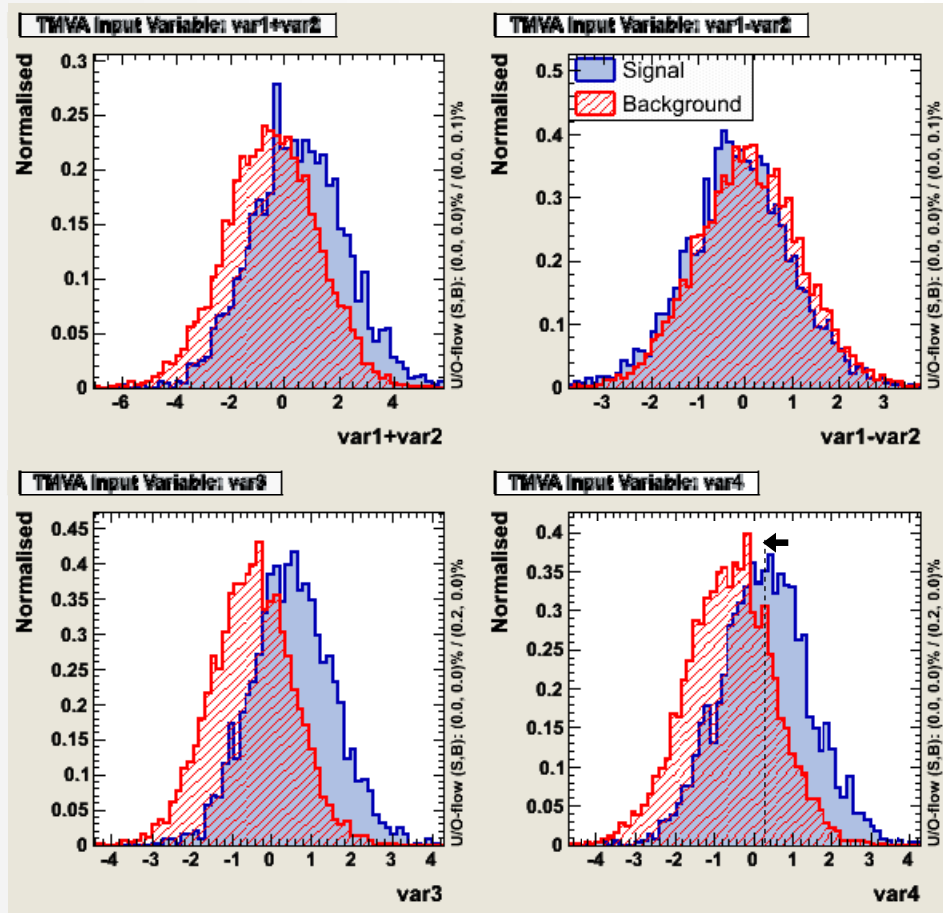 TMVA Input Variable: var1+var2
Normalised
0.3
0.25
0.2
0.15
0.1
0.05
0
-6 -4 -2 0 2 4
var1+var2
U/O-flow (S,B): (0.0, 0.0)% / (0.0, 0.1)%
TMVA Input Variable: var1-var2
Normalised
Signal
Background
0.5
0.4
0.3
0.2
0.1
0
-3 -2 -1 0 1 2 3
var1-var2
U/O-flow (S,B): (0.0, 0.0)% / (0.0, 0.1)%
TMVA Input Variable: var3
Normalised
0.45
0.4
0.35
0.3
0.25
0.2
0.15
0.1
0.05
0
-4 -3 -2 -1 0 1 2 3 4
var3
U/O-flow (S,B): (0.0, 0.0)% / (0.2, 0.0)%
TMVA Input Variable: var4
Normalised
0.4
0.35
0.3
0.25
0.2
0.15
0.1
0.05
0
-4 -3 -2 -1 0 1 2 3 4
var4
U/O-flow (S,B): (0.0, 0.0)% / (0.2, 0.0)%